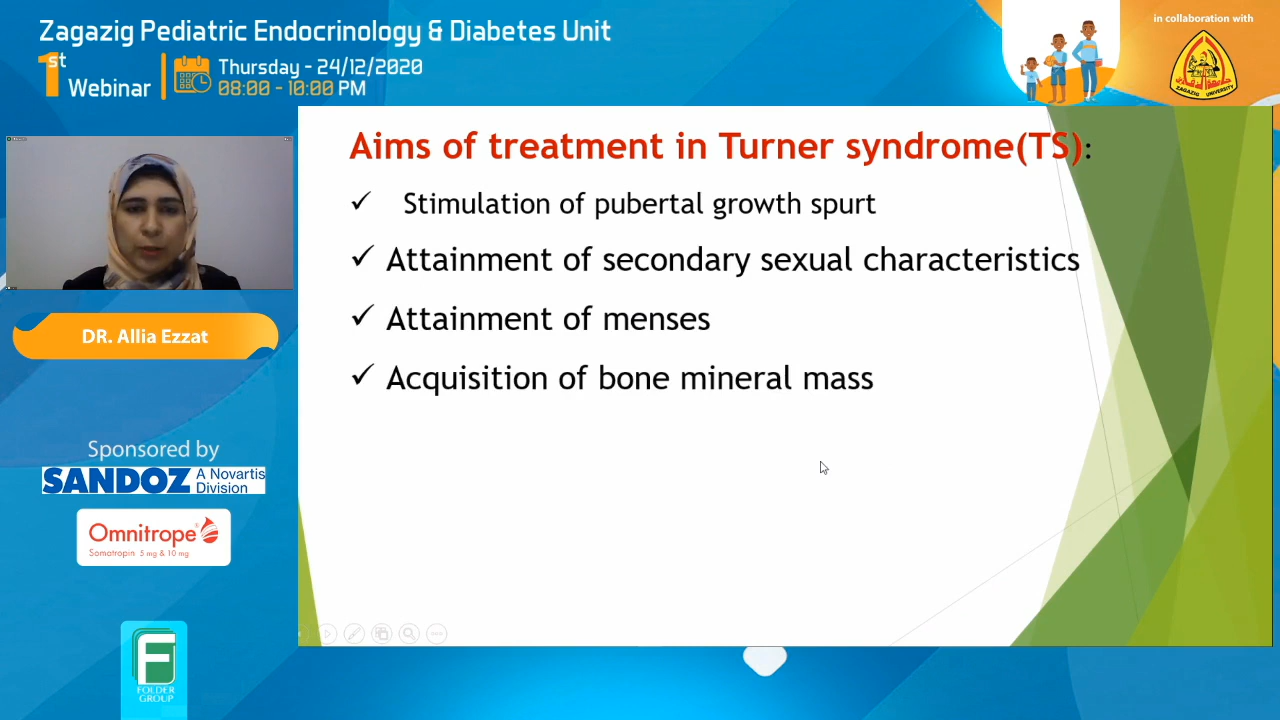 Zagazig Pediatric Endocrinology & Diabetes Unit
1st Webinar
Thursday - 24/12/2020
08:00 - 10:00 PM
in collaboration with
ZAGAZIG UNIVERSITY
Aims of treatment in Turner syndrome(TS):
✓ Stimulation of pubertal growth spurt
✓ Attainment of secondary sexual characteristics
✓ Attainment of menses
✓ Acquisition of bone mineral mass
DR. Allia Ezzat
Sponsored by
SANDOZ A Novartis Division
Omnitrope®
Somatropin 5 mg & 10 mg
F
FOLDER
GROUP